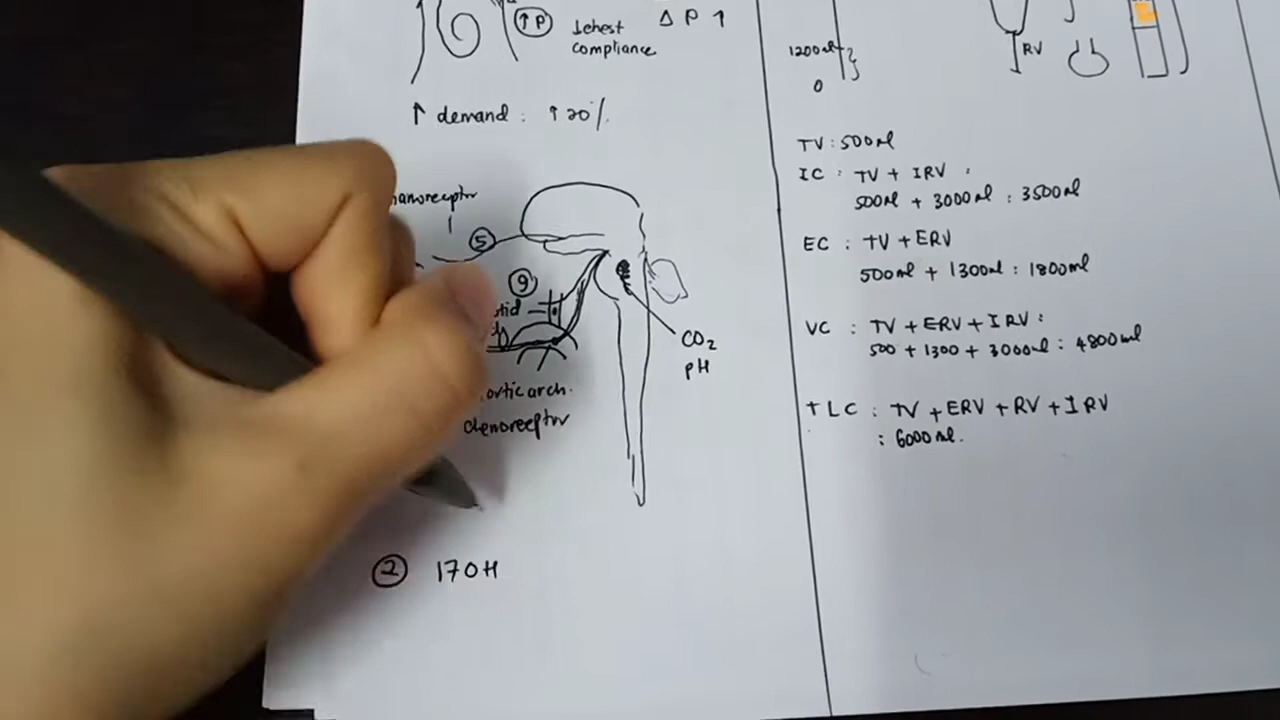 ↑P ↓chest Δ P ↑
compliance
↑ demand : ↑ 20%
5
9
CO₂
pH
ortic arch.
chemoreceptor
2 17OH
1200ml
0
RV
TV : 500ml
IC : TV + IRV :
500ml + 3000ml : 3500ml
EC : TV + ERV
500ml + 1300ml : 1800ml
VC : TV + ERV + IRV :
500 + 1300 + 3000ml : 4800ml
TLC : TV + ERV + RV + IRV
: 6000ml.